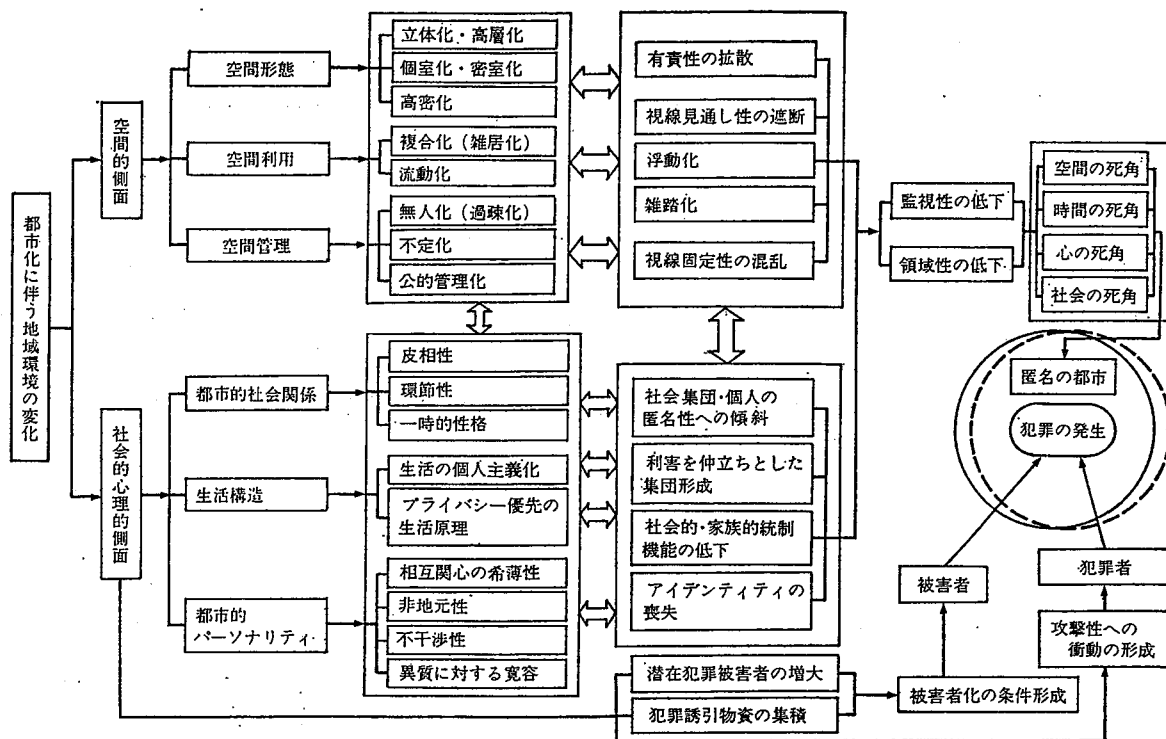 都市化に伴う地域環境の変化
空間的側面
社会的心理的側面
空間形態
空間利用
空間管理
都市的社会関係
生活構造
都市的
パーソナリティ
立体化・高層化
個室化・密室化
高密化
複合化（雑居化）
流動化
無人化（過疎化）
不定化
公的管理化
皮相性
環節性
一時的性格
生活の個人主義化
プライバシー優先の
生活原理
相互関心の希薄性
非地元性
不干渉性
異質に対する寛容
有責性の拡散
視線見通し性の遮断
浮動化
雑踏化
視線固定性の混乱
社会集団・個人の
匿名性への傾斜
利害を仲立ちとした
集団形成
社会的・家族的統制
機能の低下
アイデンティティの
喪失
潜在犯罪被害者の増大
犯罪誘引物資の集積
監視性の低下
領域性の低下
空間の死角
時間の死角
心の死角
社会の死角
匿名の都市
犯罪の発生
被害者
犯罪者
攻撃性への
衝動の形成
被害者化の条件形成